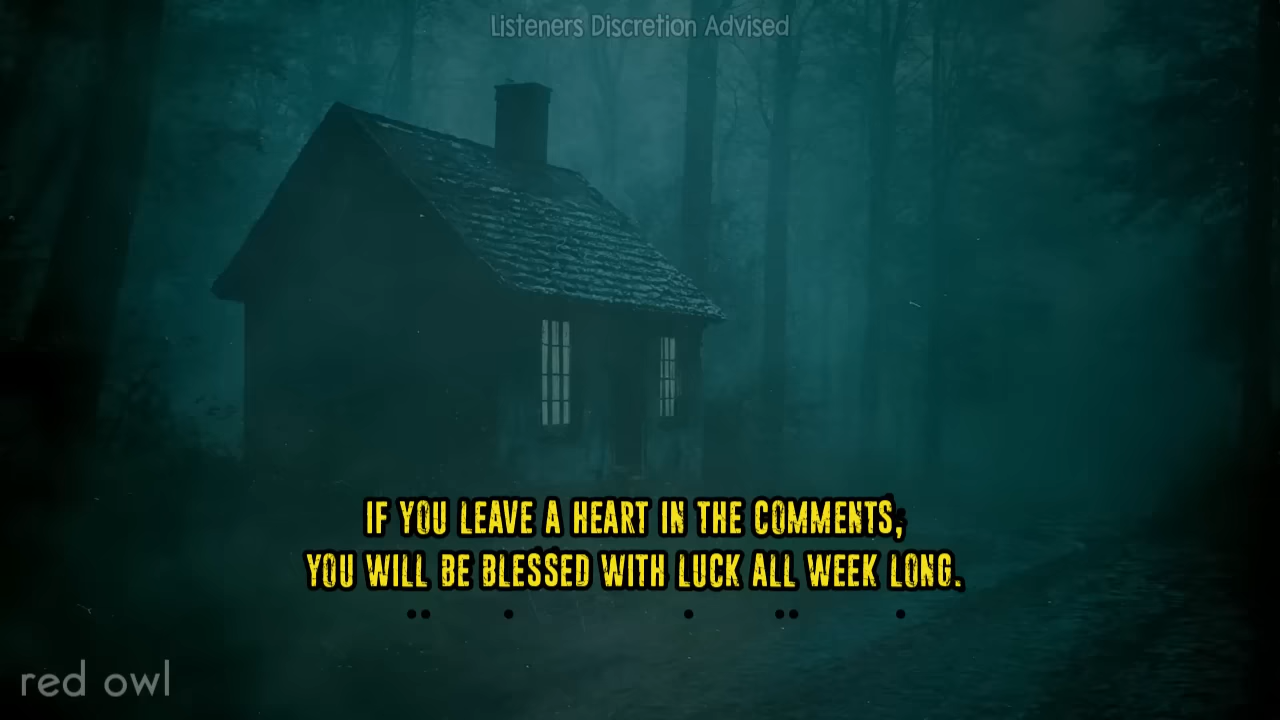 Listeners Discretion Advised
IF YOU LEAVE A HEART IN THE COMMENTS,
YOU WILL BE BLESSED WITH LUCK ALL WEEK LONG.
red owl